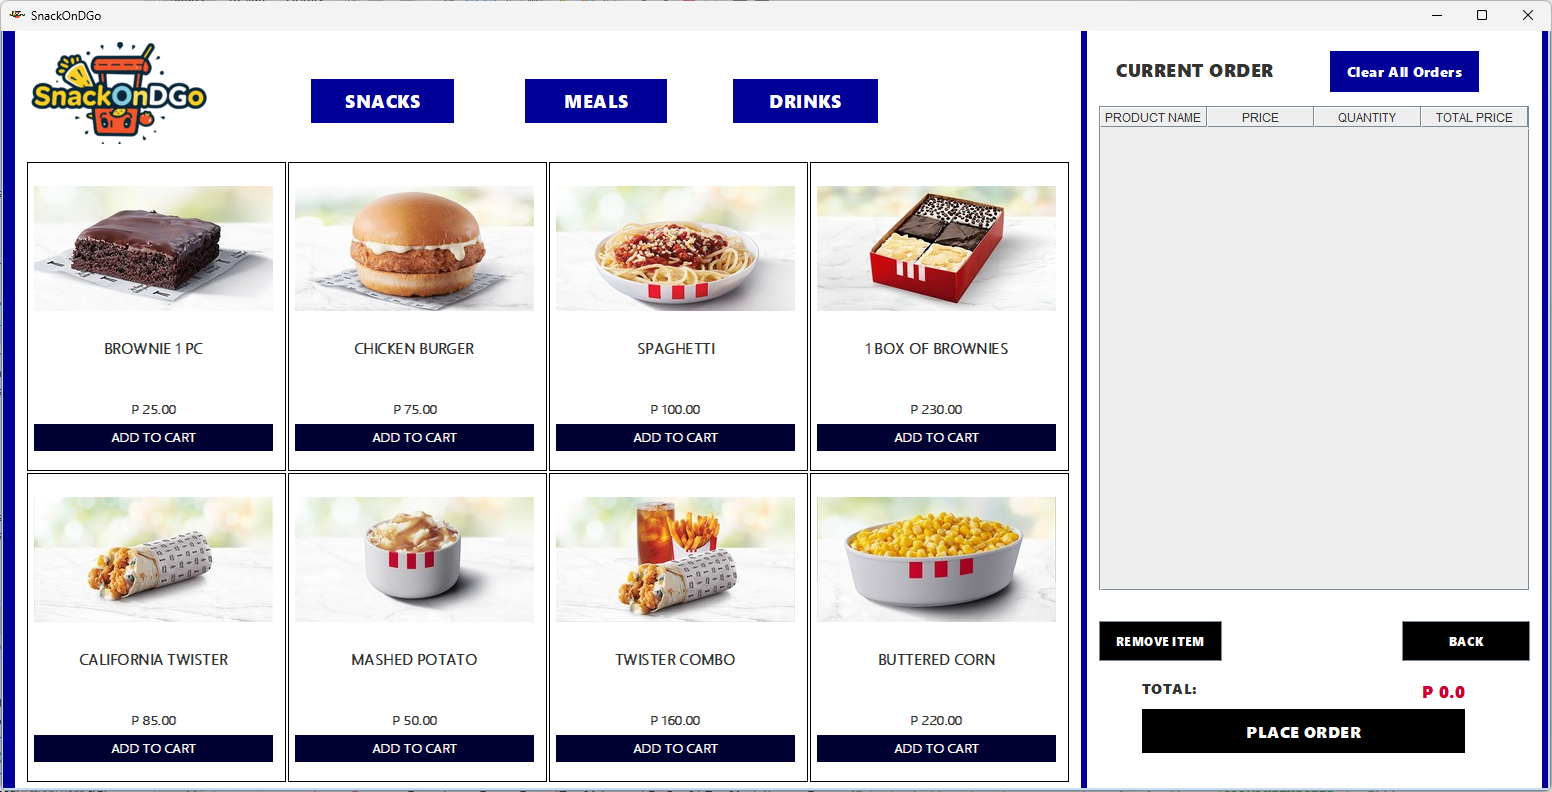 SnackOnDGo
SnackOnDGo
SNACKS
MEALS
DRINKS
BROWNIE 1 PC
P 25.00
ADD TO CART
CHICKEN BURGER
P 75.00
ADD TO CART
SPAGHETTI
P 100.00
ADD TO CART
1 BOX OF BROWNIES
P 230.00
ADD TO CART
CALIFORNIA TWISTER
P 85.00
ADD TO CART
MASHED POTATO
P 50.00
ADD TO CART
TWISTER COMBO
P 160.00
ADD TO CART
BUTTERED CORN
P 220.00
ADD TO CART
CURRENT ORDER
Clear All Orders
PRODUCT NAME PRICE QUANTITY TOTAL PRICE
REMOVE ITEM
BACK
TOTAL: P 0.0
PLACE ORDER